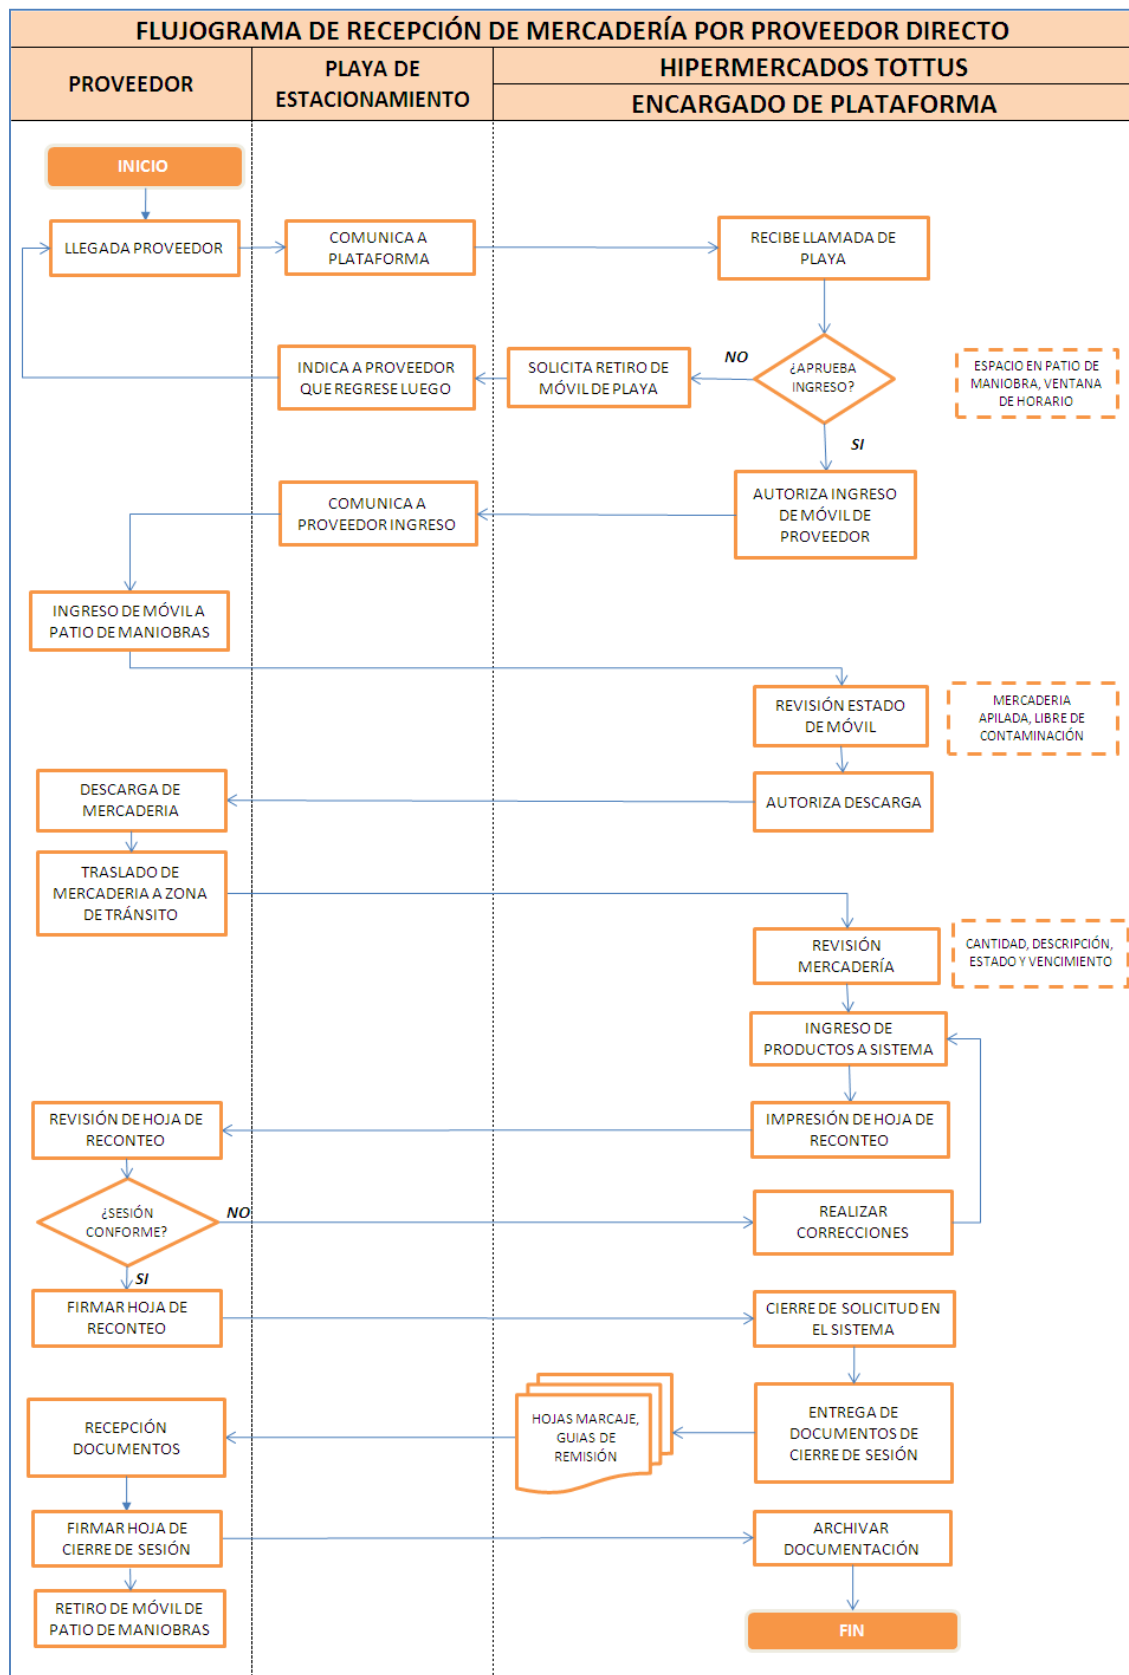 FLUJOGRAMA DE RECEPCIÓN DE MERCADERÍA POR PROVEEDOR DIRECTO
PROVEEDOR
PLAYA DE
ESTACIONAMIENTO
HIPERMERCADOS TOTTUS
ENCARGADO DE PLATAFORMA
INICIO
LLEGADA PROVEEDOR
COMUNICA A
PLATAFORMA
RECIBE LLAMADA DE
PLAYA
INDICA A PROVEEDOR
QUE REGRESE LUEGO
SOLICITA RETIRO DE
MÓVIL DE PLAYA
NO
¿APRUEBA
INGRESO?
ESPACIO EN PATIO DE
MANIOBRA, VENTANA
DE HORARIO
SI
COMUNICA A
PROVEEDOR INGRESO
AUTORIZA INGRESO
DE MÓVIL DE
PROVEEDOR
INGRESO DE MÓVIL A
PATIO DE MANIOBRAS
REVISIÓN ESTADO
DE MÓVIL
MERCADERIA
APILADA, LIBRE DE
CONTAMINACIÓN
DESCARGA DE
MERCADERIA
AUTORIZA DESCARGA
TRASLADO DE
MERCADERIA A ZONA
DE TRÁNSITO
REVISIÓN
MERCADERÍA
CANTIDAD, DESCRIPCIÓN,
ESTADO Y VENCIMIENTO
INGRESO DE
PRODUCTOS A SISTEMA
REVISIÓN DE HOJA DE
RECONTEO
IMPRESIÓN DE HOJA DE
RECONTEO
¿SESIÓN
CONFORME?
NO
REALIZAR
CORRECCIONES
SI
FIRMAR HOJA DE
RECONTEO
CIERRE DE SOLICITUD EN
EL SISTEMA
RECEPCIÓN
DOCUMENTOS
HOJAS MARCAJE,
GUIAS DE
REMISIÓN
ENTREGA DE
DOCUMENTOS DE
CIERRE DE SESIÓN
FIRMAR HOJA DE
CIERRE DE SESIÓN
ARCHIVAR
DOCUMENTACIÓN
RETIRO DE MÓVIL DE
PATIO DE MANIOBRAS
FIN